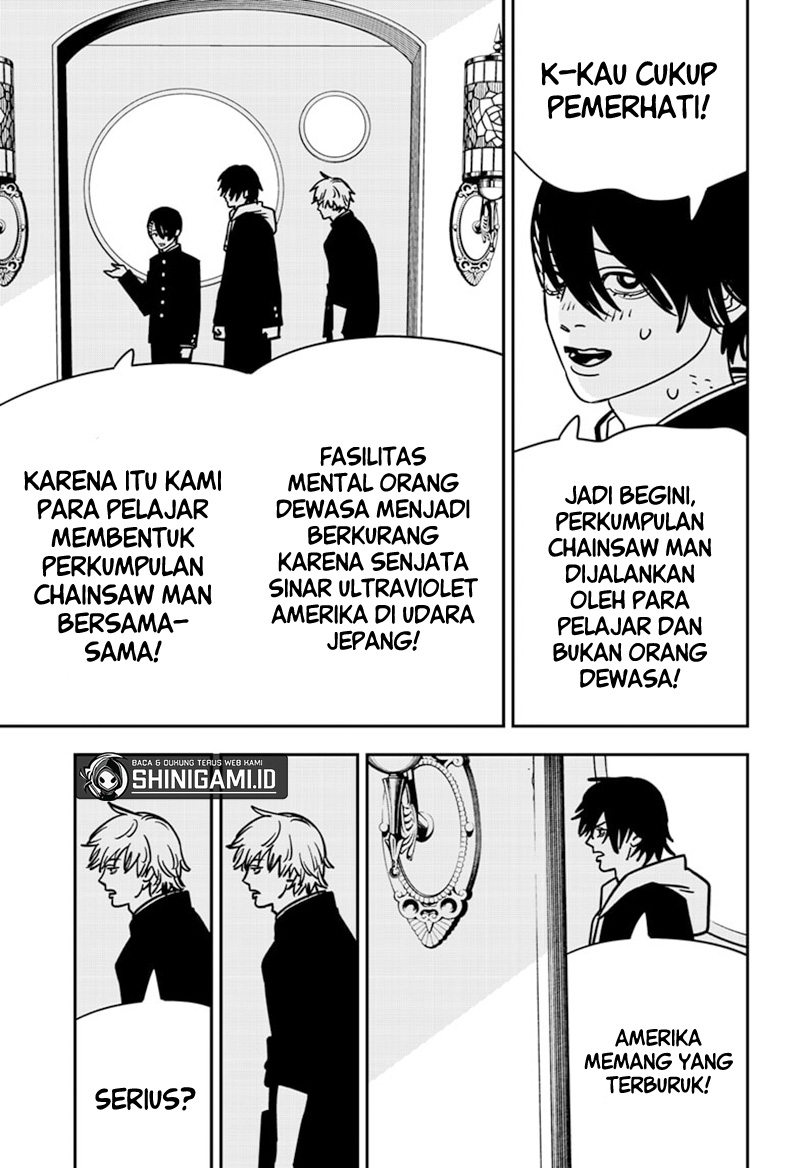 K-KAU CUKUP
PEMERHATI!
JADI BEGINI,
PERKUMPULAN
CHAINSAW MAN
DIJALANKAN
OLEH PARA
PELAJAR DAN
BUKAN ORANG
DEWASA!
FASILITAS
MENTAL ORANG
DEWASA MENJADI
BERKURANG
KARENA SENJATA
SINAR ULTRAVIOLET
AMERIKA DI UDARA
JEPANG!
KARENA ITU KAMI
PARA PELAJAR
MEMBENTUK
PERKUMPULAN
CHAINSAW MAN
BERSAMA-
SAMA!
AMERIKA
MEMANG YANG
TERBURUK!
SERIUS?
BACA & DUKUNG TERUS WEB KAMI
SHINIGAMI.ID